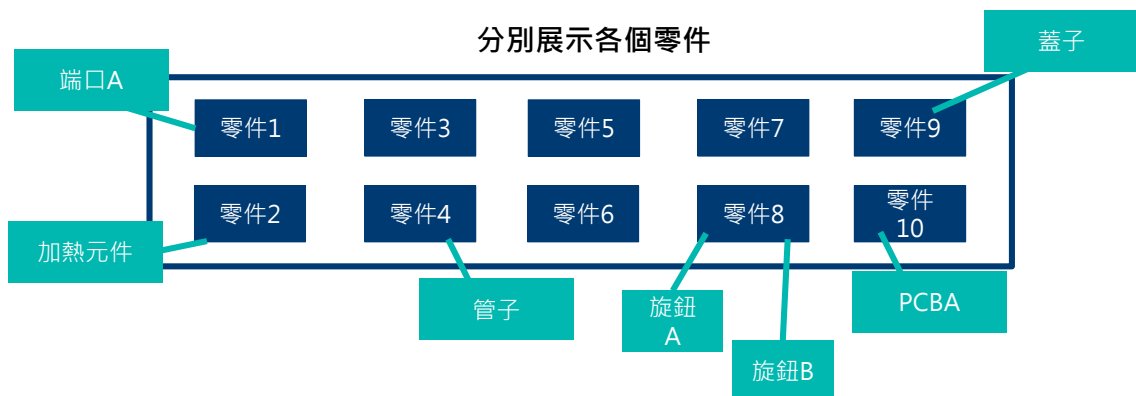 分別展示各個零件
蓋子
端口A
零件1
零件3
零件5
零件7
零件9
零件2
零件4
零件6
零件8
零件
10
加熱元件
管子
旋鈕
A
PCBA
旋鈕B